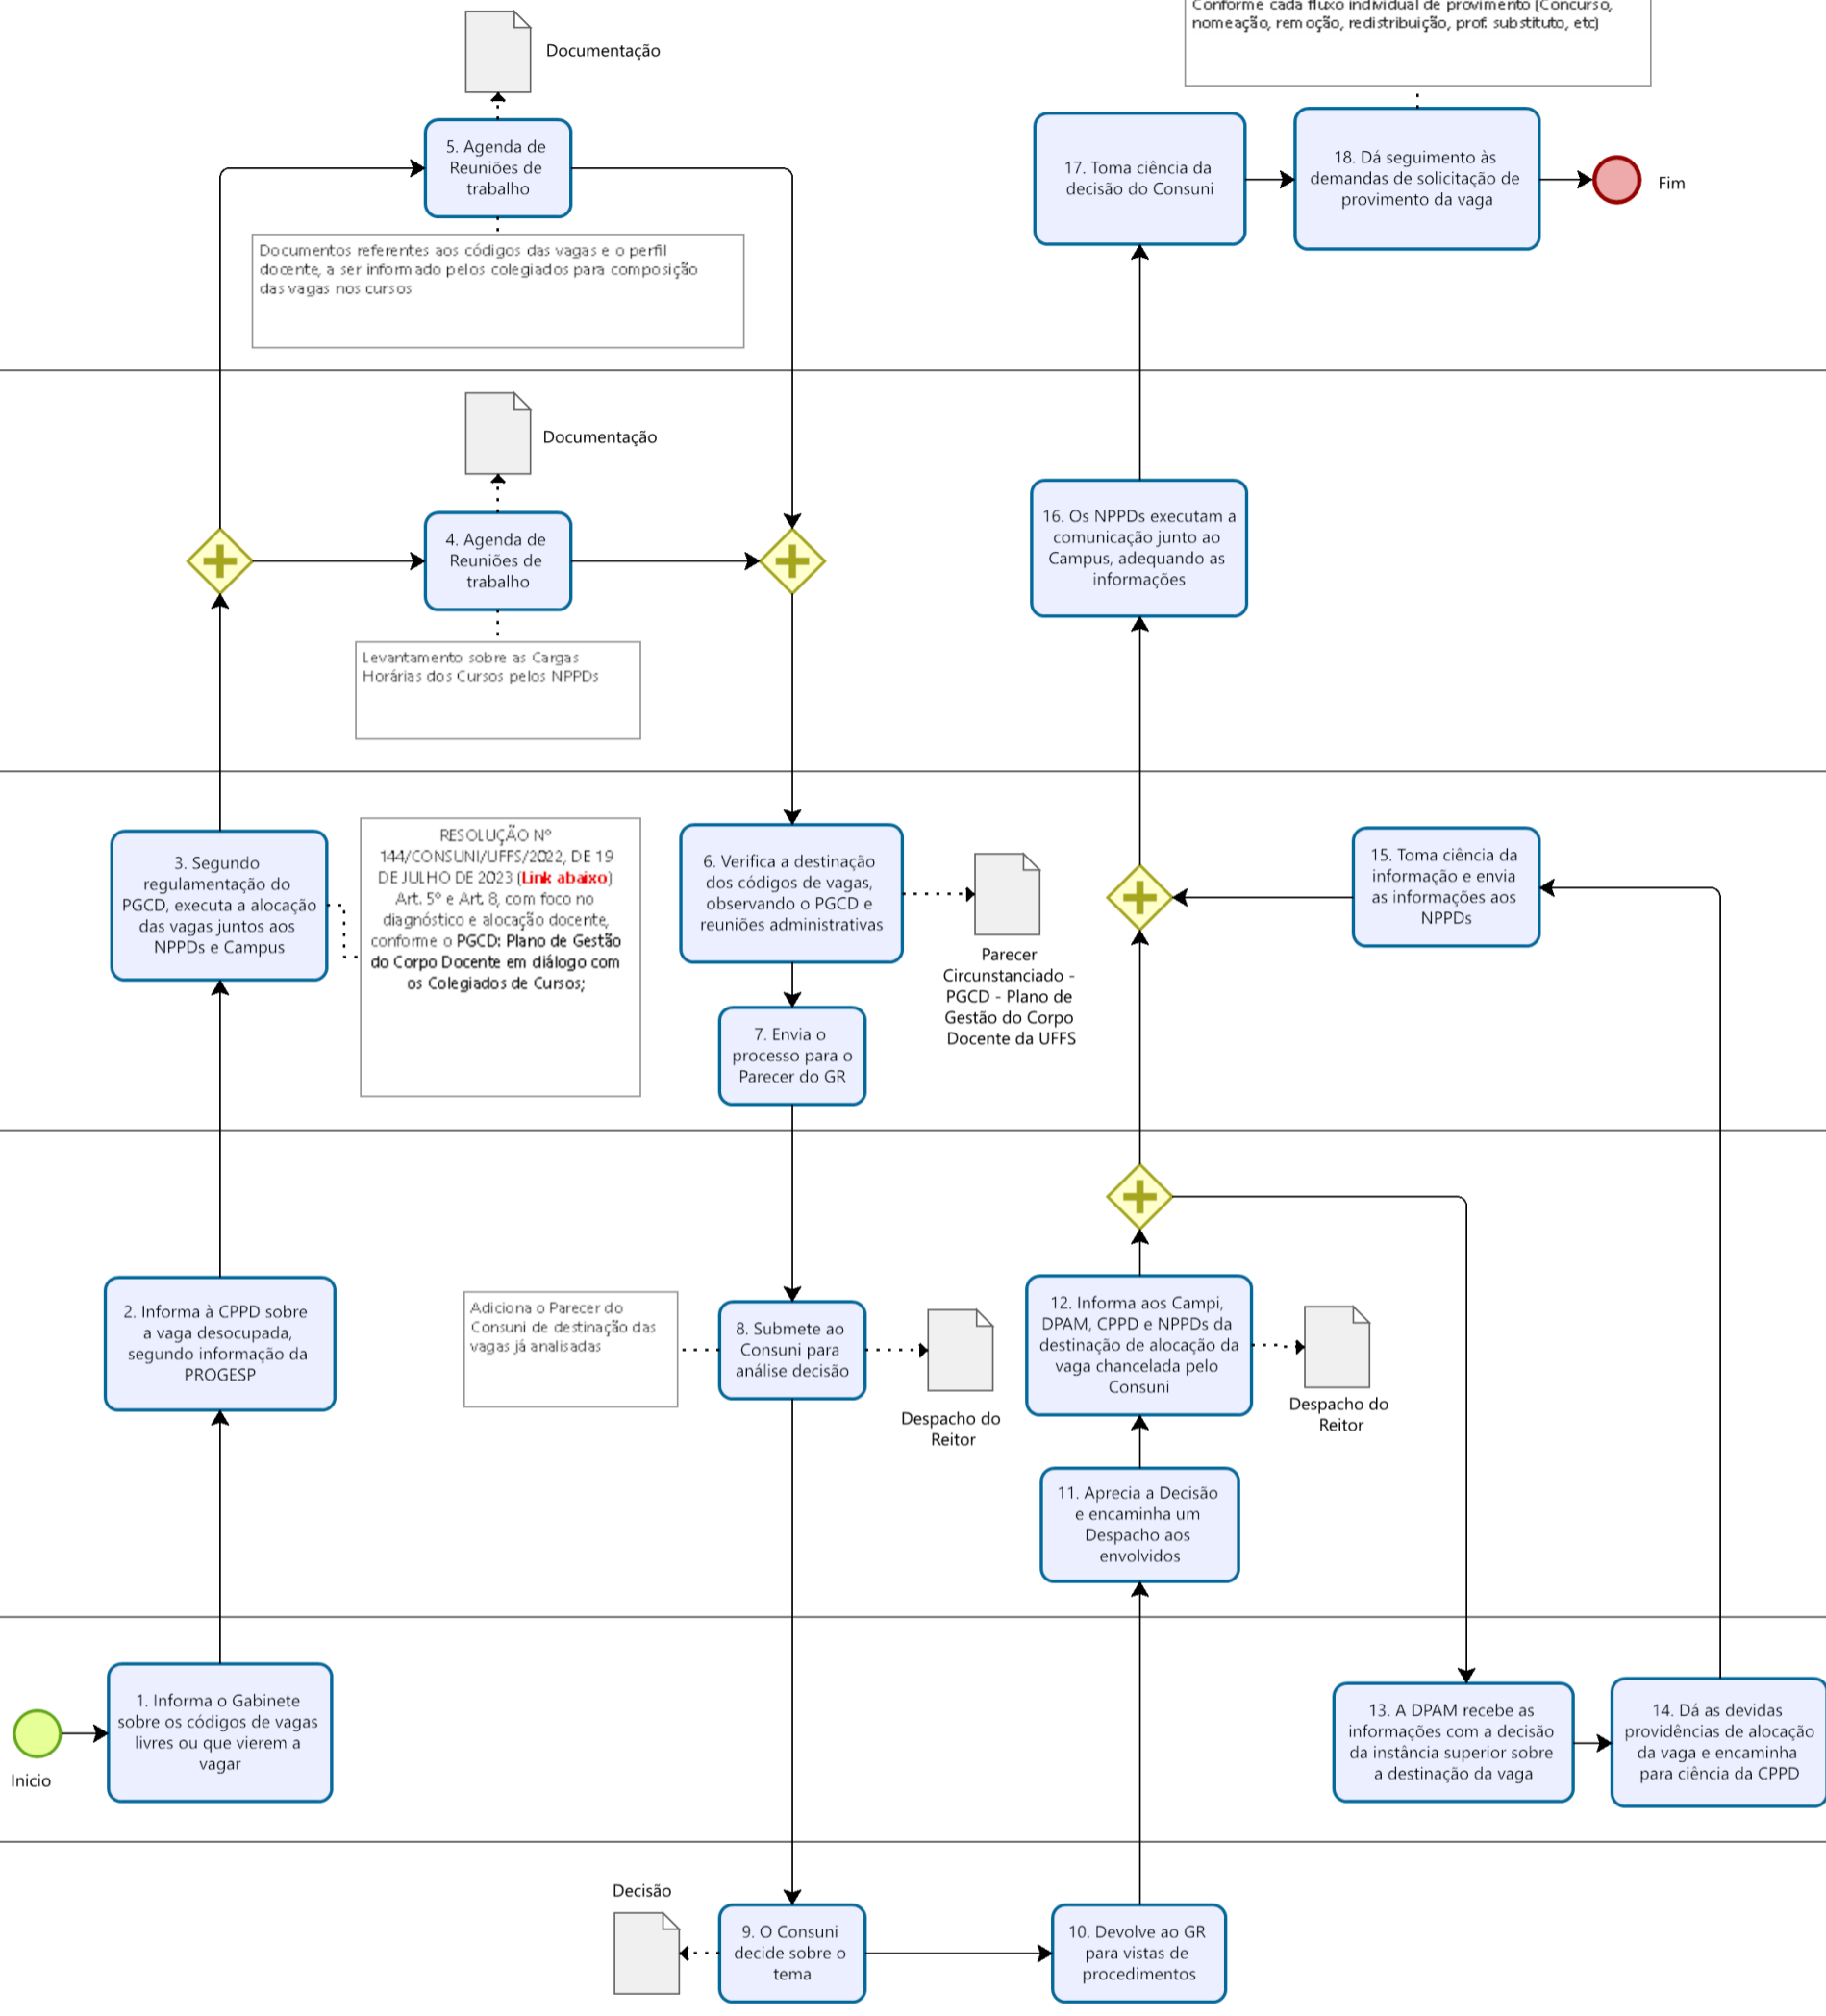 Conforme cada fluxo individual de provimento (Concurso,
nomeação, remoção, redistribuição, prof. substituto, etc)
Documentação
5. Agenda de
Reuniões de
trabalho
17. Toma ciência da
decisão do Consuni
18. Dá seguimento às
demandas de solicitação de
provimento da vaga
Fim
Documentos referentes aos códigos das vagas e o perfil
docente, a ser informado pelos colegiados para composição
das vagas nos cursos
Documentação
4. Agenda de
Reuniões de
trabalho
16. Os NPPDs executam a
comunicação junto ao
Campus, adequando as
informações
Levantamento sobre as Cargas
Horárias dos Cursos pelos NPPDs
3. Segundo
regulamentação do
PGCD, executa a alocação
das vagas juntos aos
NPPDs e Campus
RESOLUÇÃO Nº
144/CONSUNI/UFFS/2022, DE 19
DE JULHO DE 2023 (Link abaixo)
Art. 5º e Art. 8, com foco no
diagnóstico e alocação docente,
conforme o PGCD: Plano de Gestão
do Corpo Docente em diálogo com
os Colegiados de Cursos;
6. Verifica a destinação
dos códigos de vagas,
observando o PGCD e
reuniões administrativas
Parecer
Circunstanciado -
PGCD - Plano de
Gestão do Corpo
Docente da UFFS
15. Toma ciência da
informação e envia
as informações aos
NPPDs
7. Envia o
processo para o
Parecer do GR
2. Informa à CPPD sobre
a vaga desocupada,
segundo informação da
PROGESP
Adiciona o Parecer do
Consuni de destinação das
vagas já analisadas
8. Submete ao
Consuni para
análise decisão
Despacho do
Reitor
12. Informa aos Campi,
DPAM, CPPD e NPPDs da
destinação de alocação da
vaga chancelada pelo
Consuni
Despacho do
Reitor
11. Aprecia a Decisão
e encaminha um
Despacho aos
envolvidos
Inicio
1. Informa o Gabinete
sobre os códigos de vagas
livres ou que vierem a
vagar
13. A DPAM recebe as
informações com a decisão
da instância superior sobre
a destinação da vaga
14. Dá as devidas
providências de alocação
da vaga e encaminha
para ciência da CPPD
Decisão
9. O Consuni
decide sobre o
tema
10. Devolve ao GR
para vistas de
procedimentos